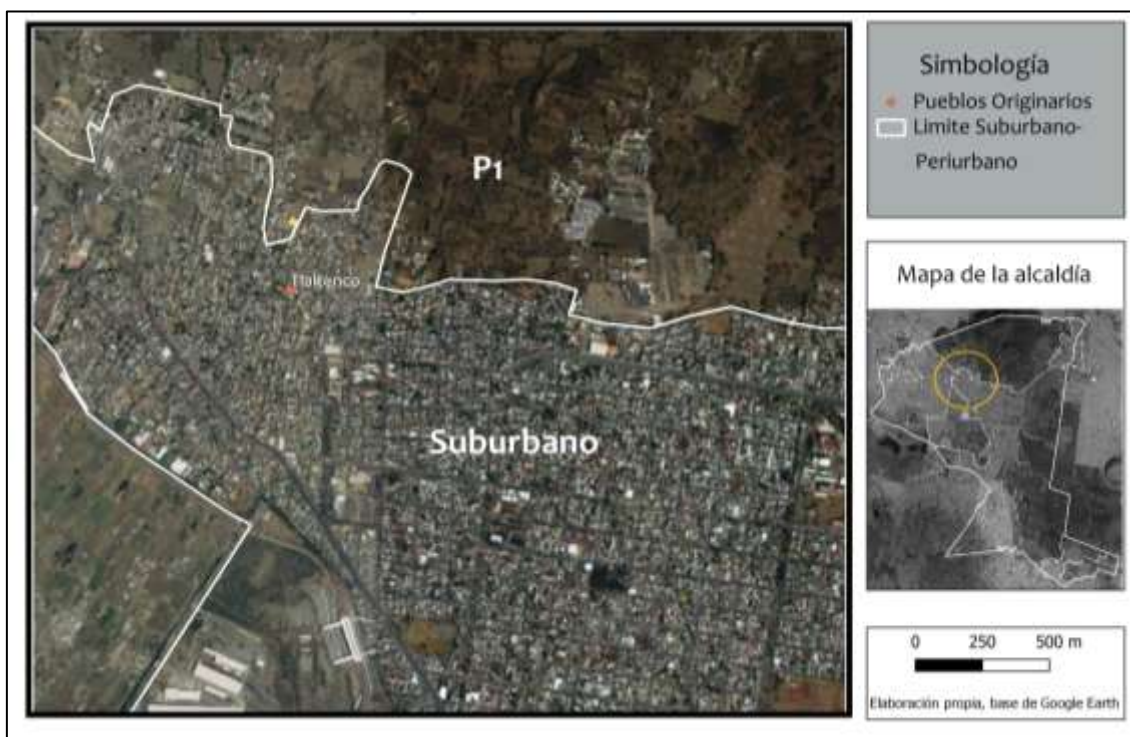 P1
Tlaltenco
Suburbano
Simbología
Pueblos Originarios
Limite Suburbano-
Periurbano
Mapa de la alcaldía
0 250 500 m
Elaboración propia, base de Google Earth